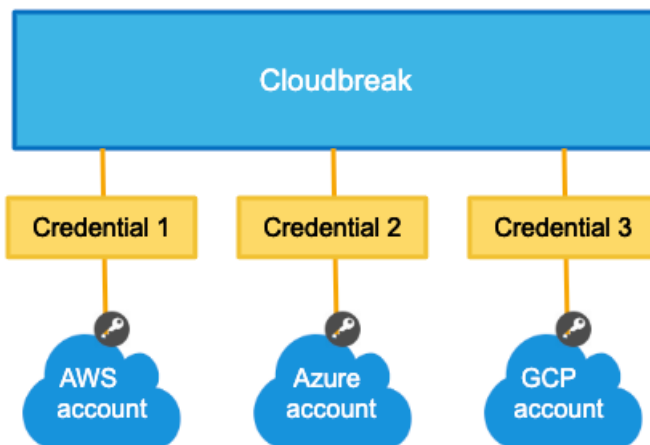 Cloudbreak
Credential 1
Credential 2
Credential 3
AWS
account
Azure
account
GCP
account